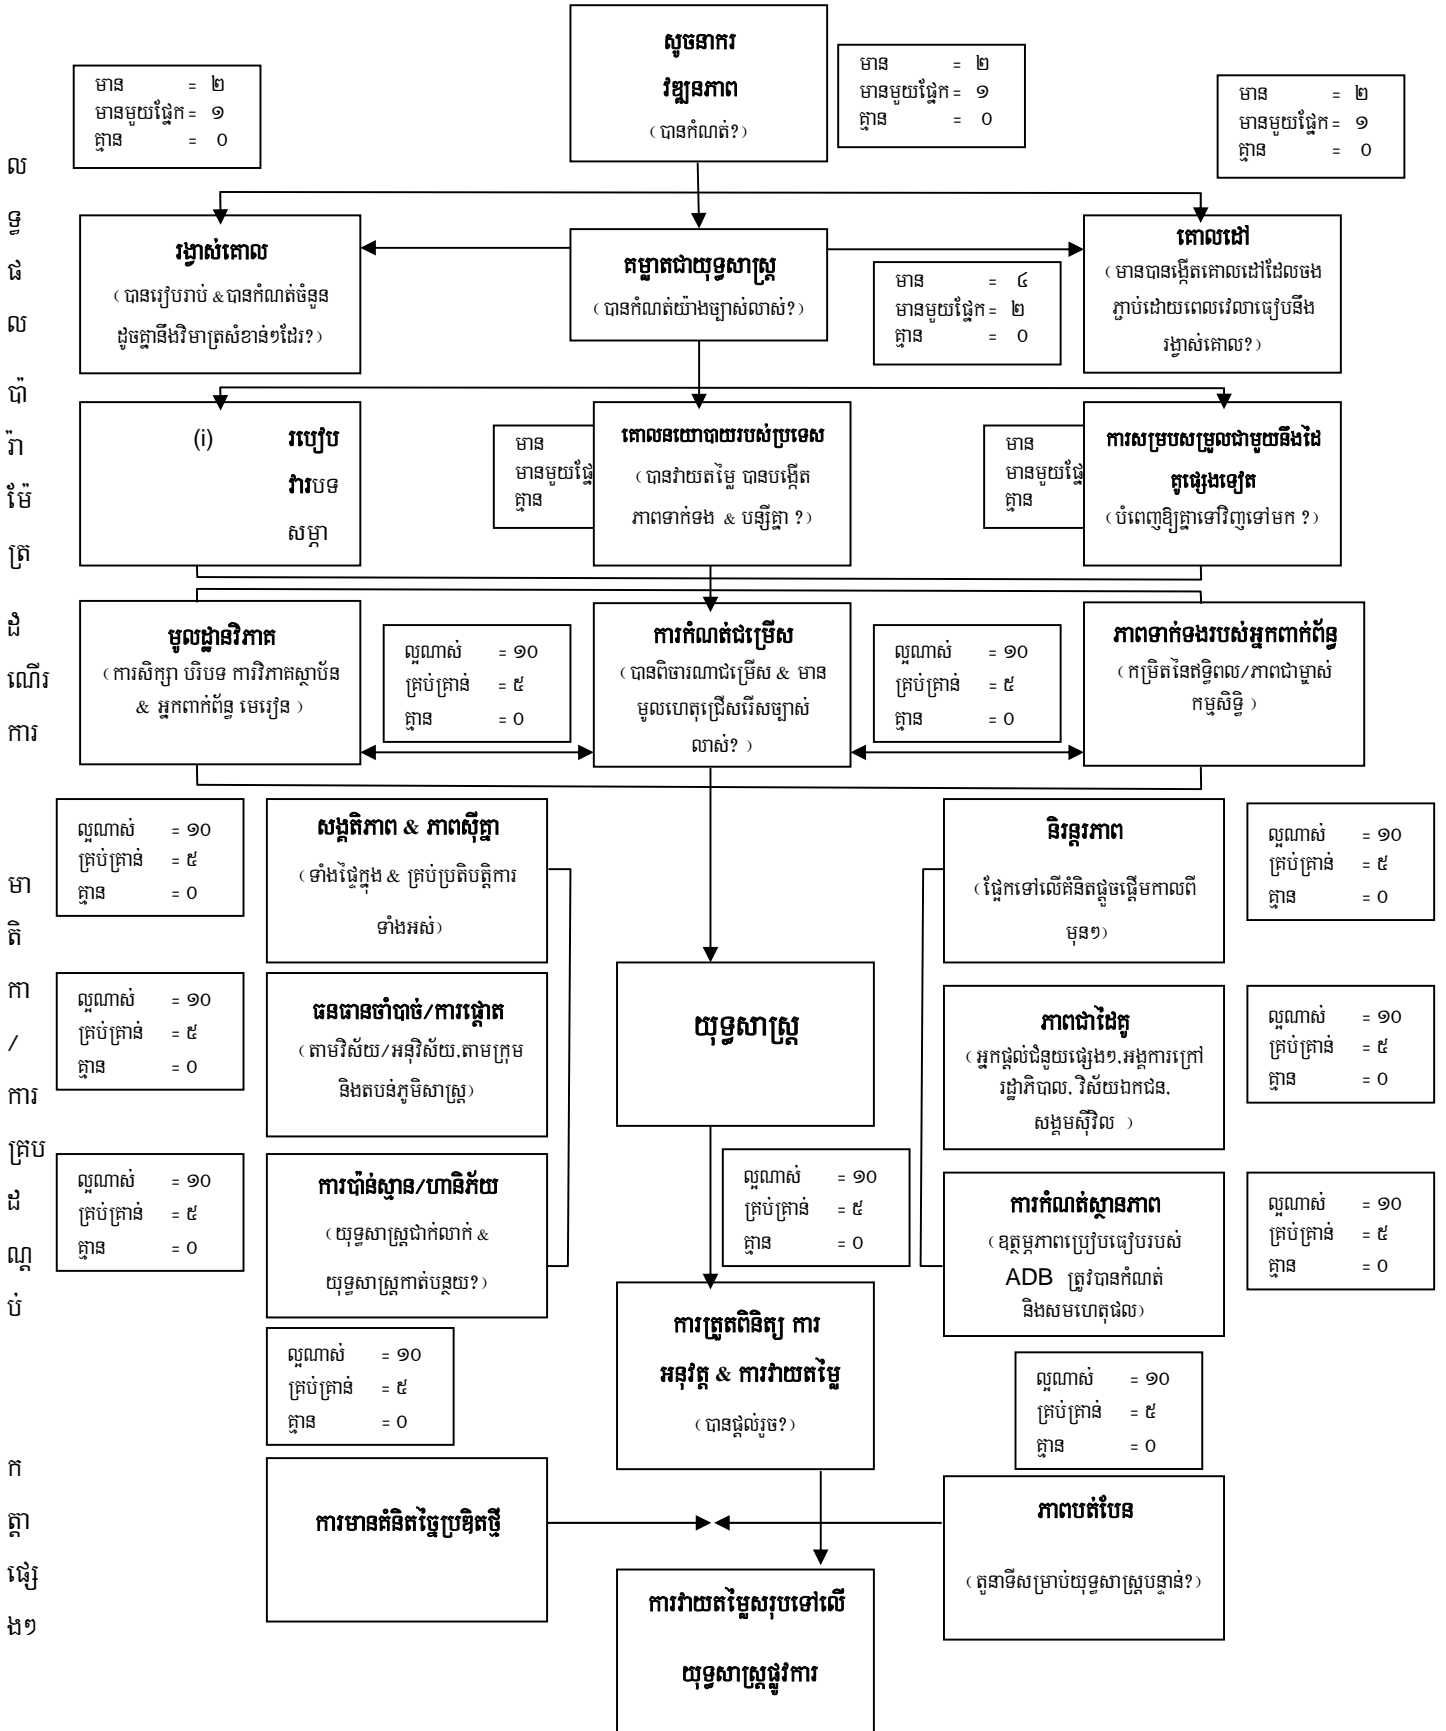 សូចនាករ
វឌ្ឍនភាព
(បានកំណត់?)
មាន = ២
មានមួយផ្នែក = ១
គ្មាន = ០
មាន = ២
មានមួយផ្នែក = ១
គ្មាន = ០
មាន = ២
មានមួយផ្នែក = ១
គ្មាន = ០
ល
ទ្ធ
ផ
ល
រង្វាស់គោល
(បានរៀបរាប់ &បានកំណត់ចំនួន
ដូចគ្នានឹងវិមាត្រសំខាន់ៗដែរ?)
គម្លាតជាយុទ្ធសាស្ត្រ
(បានកំណត់យ៉ាងច្បាស់លាស់?)
មាន = ៤
មានមួយផ្នែក = ២
គ្មាន = ០
គោលដៅ
(មានបានង្កើតគោលដៅដែលចង
ភ្ជាប់ដោយពេលវេលាធៀបនឹង
រង្វាស់គោល?)
ប៉ា
រ៉ា
ម៉ែ
ត្រ
ដំ
ណើរ
ការ
(i) របៀប
វារបទ
សម្ភា
មាន
មានមួយផ្នែ
គ្មាន
គោលនយោបាយរបស់ប្រទេស
(បានវាយតម្លៃ បានបង្កើត
ភាពទាក់ទង & បន្ស៊ីគ្នា ?)
មាន
មានមួយផ្នែ
គ្មាន
ការសម្របសម្រួលជាមួយនឹងដៃ
គូផ្សេងទៀត
(បំពេញឱ្យគ្នាទៅវិញទៅមក ?)
មូលដ្ឋានវិភាគ
(ការសិក្សា បរិបទ ការវិភាគស្ថាប័ន
& អ្នកពាក់ព័ន្ធ មេរៀន )
ល្អណាស់ = ១០
គ្រប់គ្រាន់ = ៥
គ្មាន = ០
ការកំណត់ជម្រើស
(បានពិចារណាជម្រើស & មាន
មូលហេតុជ្រើសរើសច្បាស់
លាស់? )
ល្អណាស់ = ១០
គ្រប់គ្រាន់ = ៥
គ្មាន = ០
ភាពទាក់ទងរបស់អ្នកពាក់ព័ន្ធ
(កម្រិតនៃឥទ្ធិពល/ភាពជាម្ចាស់
កម្មសិទ្ធិ )
មា
តិ
កា
/
ការ
គ្រប
ដ
ណ្ដ
ប់
ល្អណាស់ = ១០
គ្រប់គ្រាន់ = ៥
គ្មាន = ០
សង្គតិភាព & ភាពស៊ីគ្នា
(ទាំងផ្ទៃក្នុង & គ្រប់ប្រតិបត្តិការ
ទាំងអស់)
និរន្តរភាព
(ផ្អែកទៅលើគំនិតផ្ដួចផ្ដើមកាលពី
មុនៗ)
ល្អណាស់ = ១០
គ្រប់គ្រាន់ = ៥
គ្មាន = ០
ល្អណាស់ = ១០
គ្រប់គ្រាន់ = ៥
គ្មាន = ០
ធនធានចាំបាច់/ការផ្ដោត
(តាមវិស័យ/អនុវិស័យ,តាមក្រុម
និងតបន់ភូមិសាស្ត្រ)
យុទ្ធសាស្ត្រ
ភាពជាដៃគូ
(អ្នកផ្ដល់ជំនួយផ្សេងៗ,អង្គការក្រៅ
រដ្ឋាភិបាល, វិស័យឯកជន,
សង្គមស៊ីវិល )
ល្អណាស់ = ១០
គ្រប់គ្រាន់ = ៥
គ្មាន = ០
ល្អណាស់ = ១០
គ្រប់គ្រាន់ = ៥
គ្មាន = ០
ការប៉ាន់ស្មាន/ហានិភ័យ
(យុទ្ធសាស្ត្រជាក់លាក់ &
យុទ្ធសាស្ត្រកាត់បន្ថយ?)
ល្អណាស់ = ១០
គ្រប់គ្រាន់ = ៥
គ្មាន = ០
ការកំណត់ស្ថានភាព
(ឧត្តម្ភភាពប្រៀបធៀបរបស់
ADB ត្រូវបានកំណត់
និងសមហេតុផល)
ល្អណាស់ = ១០
គ្រប់គ្រាន់ = ៥
គ្មាន = ០
ល្អណាស់ = ១០
គ្រប់គ្រាន់ = ៥
គ្មាន = ០
ការត្រួតពិនិត្យ ការ
អនុវត្ត & ការវាយតម្លៃ
(បានផ្ដល់រួច?)
ល្អណាស់ = ១០
គ្រប់គ្រាន់ = ៥
គ្មាន = ០
ក
ត្តា
ផ្សេ
ងៗ
ការមានគំនិតច្នៃប្រឌិតថ្មី
ភាពបត់បែន
(តួនាទីសម្រាប់យុទ្ធសាស្ត្របន្ទាន់?)
ការវាយតម្លៃសរុបទៅលើ
យុទ្ធសាស្ត្រផ្លូវការ